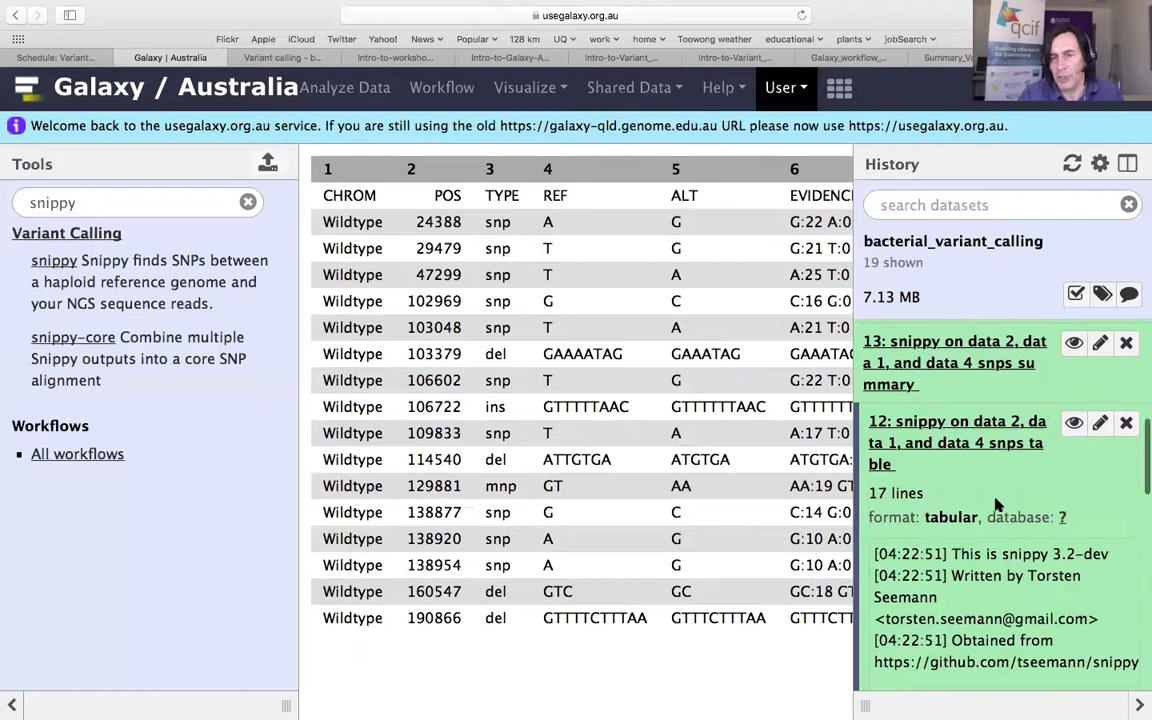 usegalaxy.org.au
Flickr Apple iCloud Twitter Yahoo! News Popular 128 km UQ work home Toowong weather educational plants jobSearch
Schedule: Variant... Galaxy | Australia Variant calling - b... Intro-to-worksho... Intro-to-Galaxy-A... Intro-to-Variant_... Intro-to-Variant_... Galaxy_workflow_... Summary_V
qcif
Galaxy / Australia Analyze Data Workflow Visualize Shared Data Help User
Welcome back to the usegalaxy.org.au service. If you are still using the old https://galaxy-qld.genome.edu.au URL please now use https://usegalaxy.org.au.
Tools
snippy
Variant Calling
snippy Snippy finds SNPs between
a haploid reference genome and
your NGS sequence reads.
snippy-core Combine multiple
Snippy outputs into a core SNP
alignment
Workflows
All workflows
1 2 3 4 5 6
CHROM POS TYPE REF ALT EVIDENCE
Wildtype 24388 snp A G G:22 A:0
Wildtype 29479 snp T G G:21 T:0
Wildtype 47299 snp T A A:25 T:0
Wildtype 102969 snp G C C:16 G:0
Wildtype 103048 snp T A A:21 T:0
Wildtype 103379 del GAAAATAG GAAATAG GAAATA
Wildtype 106602 snp T G G:22 T:0
Wildtype 106722 ins GTTTTTAAC GTTTTTTAAC GTTTTT
Wildtype 109833 snp T A A:17 T:0
Wildtype 114540 del ATTGTGA ATGTGA ATGTGA:
Wildtype 129881 mnp GT AA AA:19 GT
Wildtype 138877 snp G C C:14 G:0
Wildtype 138920 snp A G G:10 A:0
Wildtype 138954 snp A G G:10 A:0
Wildtype 160547 del GTC GC GC:18 GT
Wildtype 190866 del GTTTTCTTTAA GTTTCTTTAA GTTTCT
History
search datasets
bacterial_variant_calling
19 shown
7.13 MB
13: snippy on data 2, dat
a 1, and data 4 snps su
mmary
12: snippy on data 2, da
ta 1, and data 4 snps ta
ble
17 lines
format: tabular, database: ?
[04:22:51] This is snippy 3.2-dev
[04:22:51] Written by Torsten
Seemann
<torsten.seemann@gmail.com>
[04:22:51] Obtained from
https://github.com/tseemann/snippy